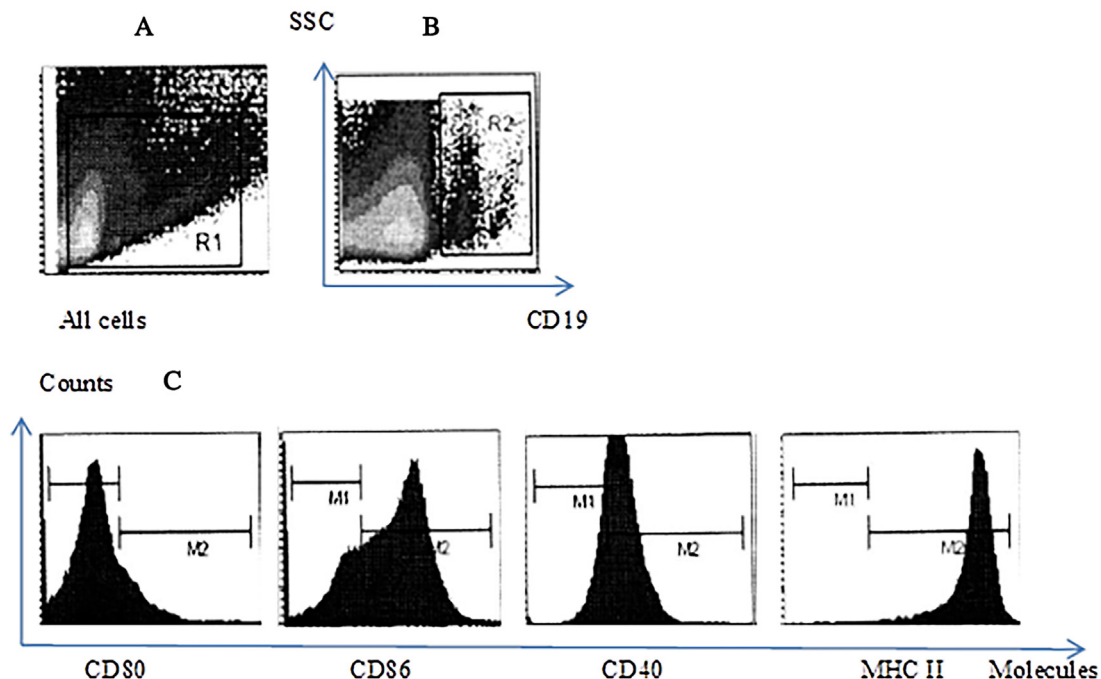 A
SSC
B
R1
R2
All cells
CD19
Counts
C
M2
M1
M2
M1
M2
M1
M2
CD80
CD86
CD40
MHC II
Molecules